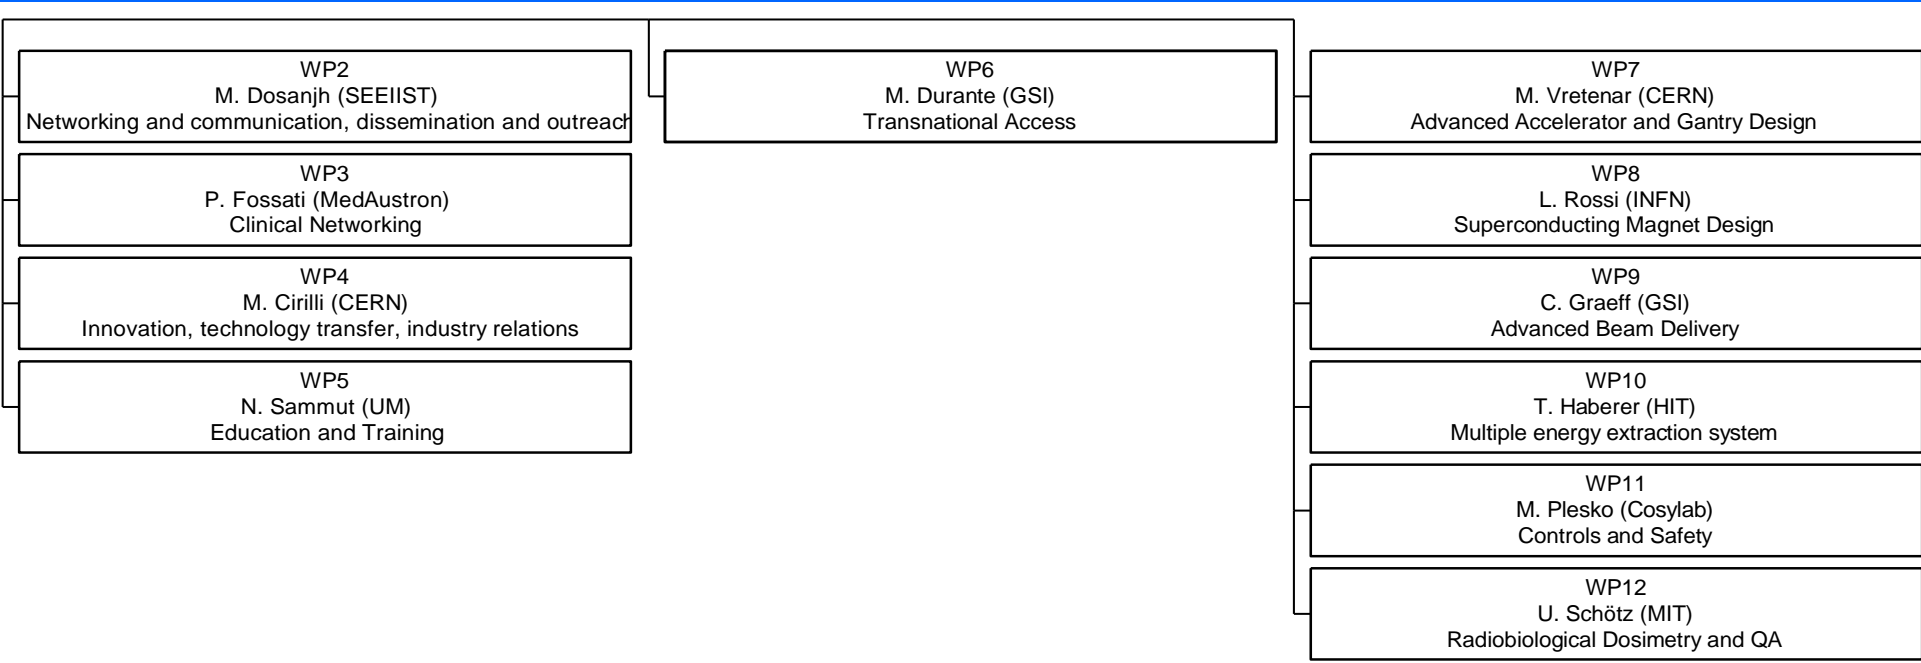 WP2
M. Dosanjh (SEEIIST)
Networking and communication, dissemination and outreach
WP3
P. Fossati (MedAustron)
Clinical Networking
WP4
M. Cirilli (CERN)
Innovation, technology transfer, industry relations
WP5
N. Sammut (UM)
Education and Training
WP6
M. Durante (GSI)
Transnational Access
WP7
M. Vretenar (CERN)
Advanced Accelerator and Gantry Design
WP8
L. Rossi (INFN)
Superconducting Magnet Design
WP9
C. Graeff (GSI)
Advanced Beam Delivery
WP10
T. Haberer (HIT)
Multiple energy extraction system
WP11
M. Plesko (Cosylab)
Controls and Safety
WP12
U. Schötz (MIT)
Radiobiological Dosimetry and QA